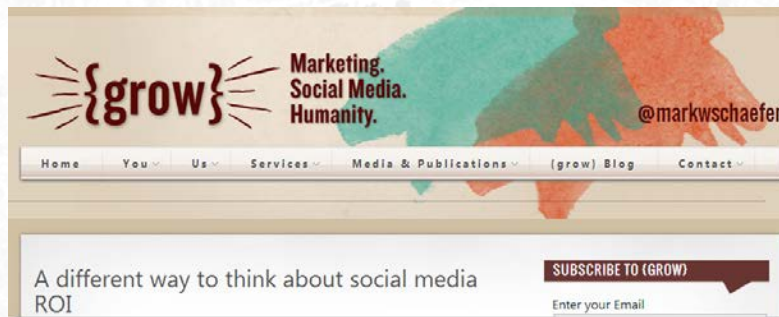 {grow}
Marketing.
Social Media.
Humanity.
@markwschaefer
Home You Us Services Media & Publications {grow} Blog Contact
A different way to think about social media
ROI
SUBSCRIBE TO {GROW}
Enter your Email